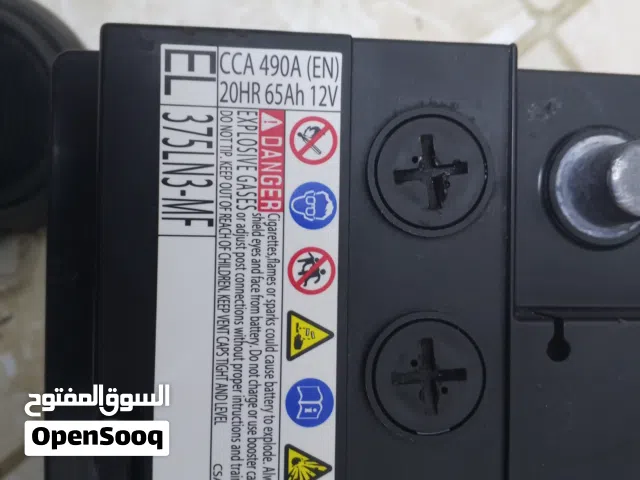 CCA 490A (EN)
20HR 65Ah 12V
EL 375LN3-MF
DANGER
EXPLOSIVE GASES
Cigarettes, flames or sparks could cause battery to explode. Always
shield eyes and face from battery. Do not charge or use booster ca
or adjust post connections without proper intructions and train
DO NOT TIP. KEEP OUT OF REACH OF CHILDREN. KEEP VENT CAPS TIGHT AND LEVEL
السوق المفتوح
OpenSooq